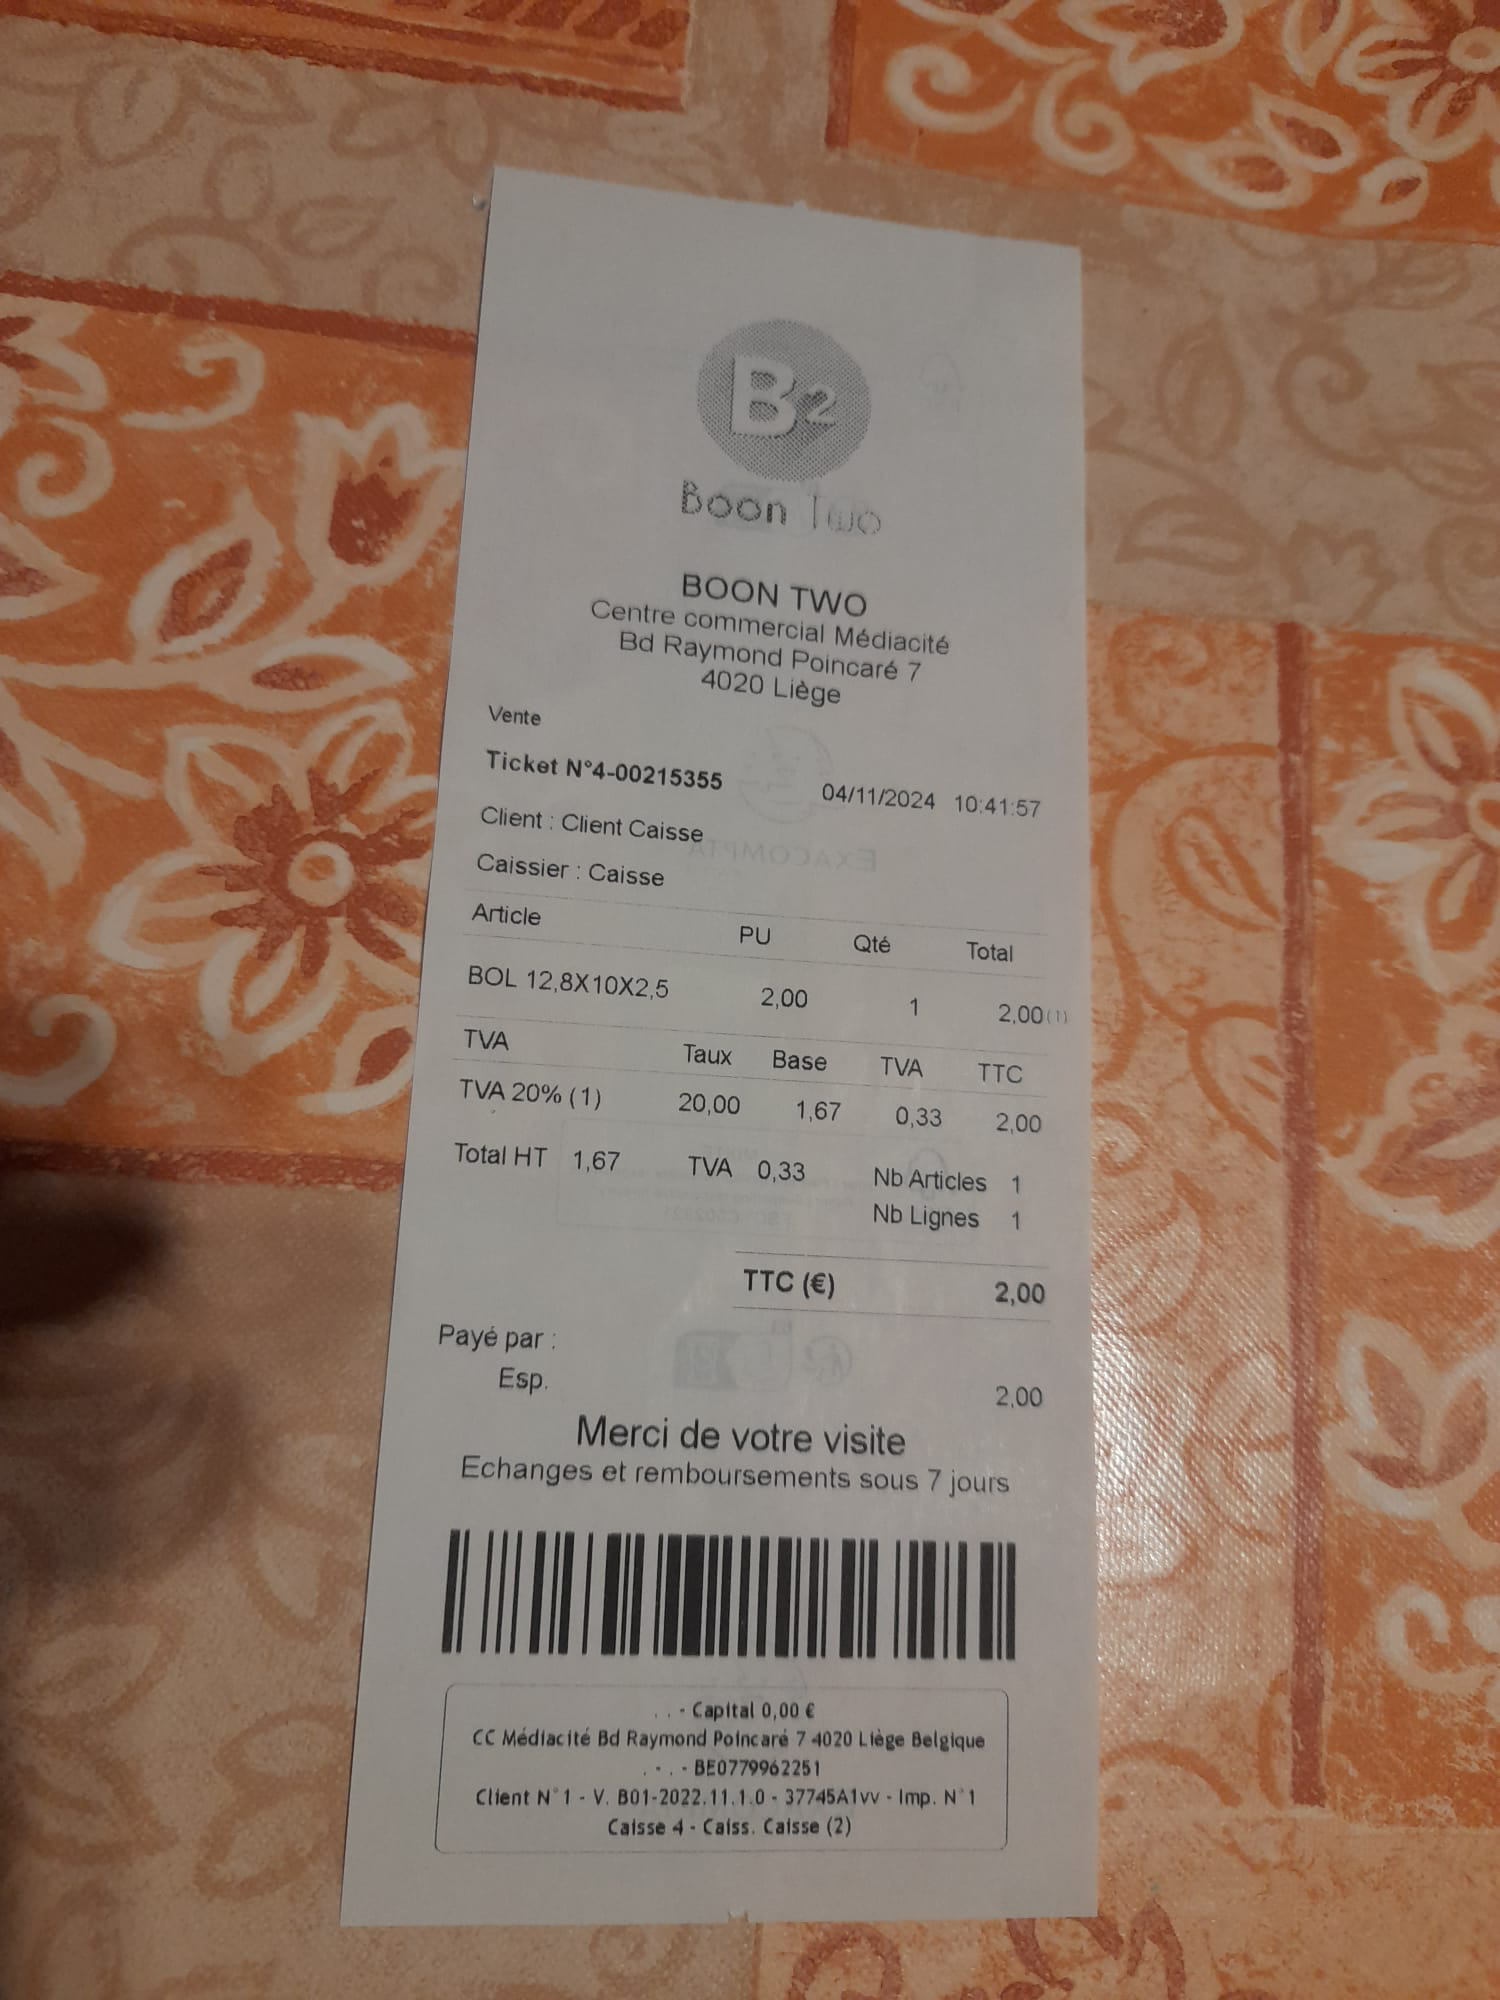 B2
Boon Two
BOON TWO
Centre commercial Médiacité
Bd Raymond Poincaré 7
4020 Liège
Vente
Ticket N°4-00215355 04/11/2024 10:41:57
Client : Client Caisse
EXACOMPTA
Caissier : Caisse
Article PU Qté Total
BOL 12,8X10X2,5 2,00 1 2,00(1)
TVA Taux Base TVA TTC
TVA 20% (1) 20,00 1,67 0,33 2,00
Total HT 1,67 TVA 0,33 Nb Articles 1
Nb Lignes 1
TTC (€) 2,00
Payé par :
Esp. 2,00
Merci de votre visite
Echanges et remboursements sous 7 jours
. . - Capital 0,00 €
CC Médiacité Bd Raymond Poincaré 7 4020 Liège Belgique
. - . - BE0779962251
Client N°1 - V. B01-2022.11.1.0 - 37745A1vv - Imp. N°1
Caisse 4 - Caiss. Caisse (2)